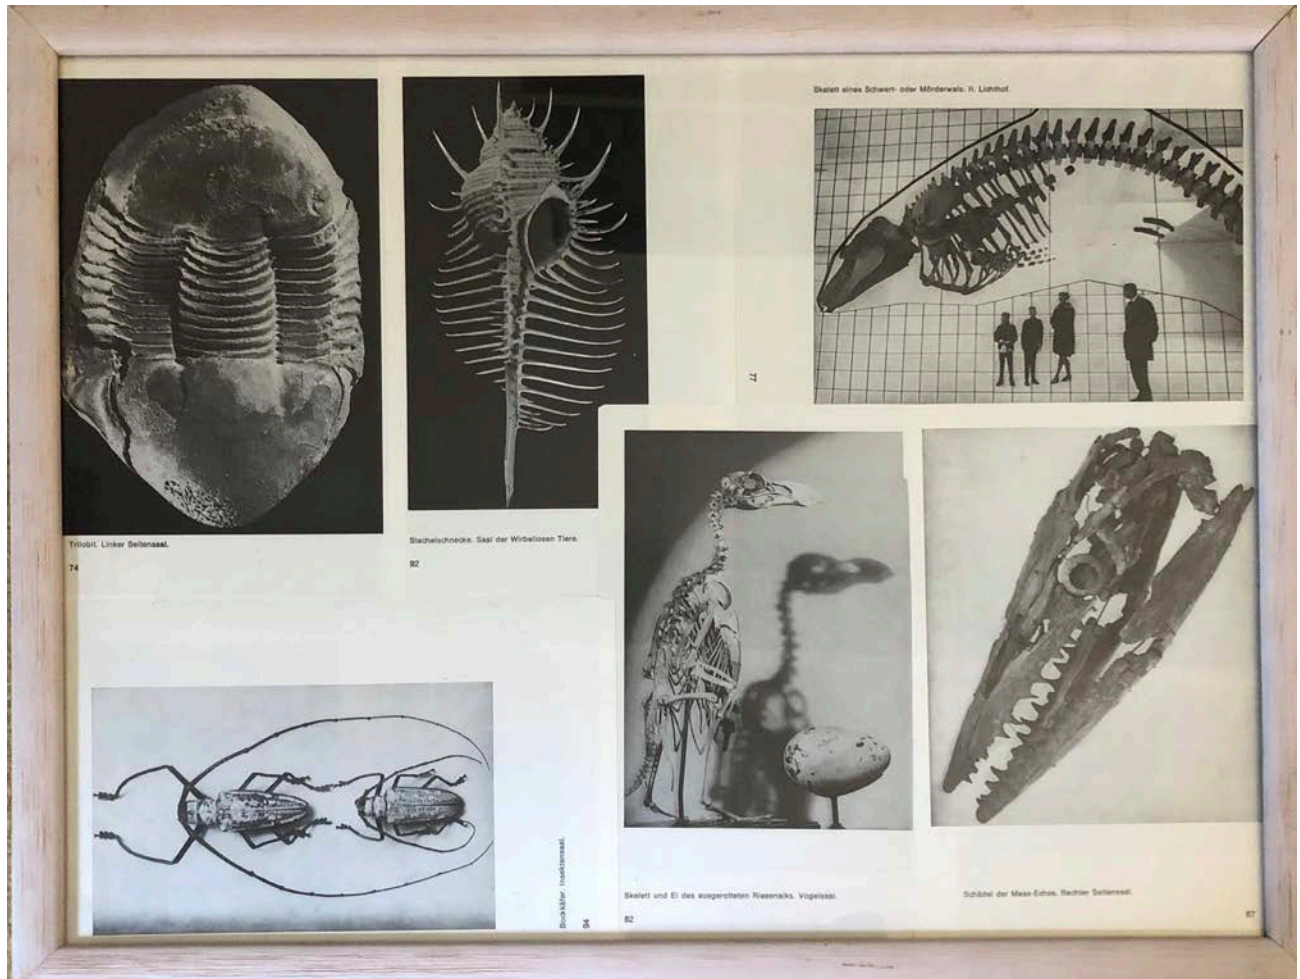 Skelett eines Schwert- oder Mörderwals. II. Lichthof.
77
Trilobit. Linker Seitensaal.
74
Stachelschnecke. Saal der Wirbellosen Tiere.
92
Bockkäfer. Insektensaal.
94
Skelett und Ei des ausgerotteten Riesenalks. Vogelsaal.
82
Schädel der Maas-Echse. Rechter Seitensaal.
67